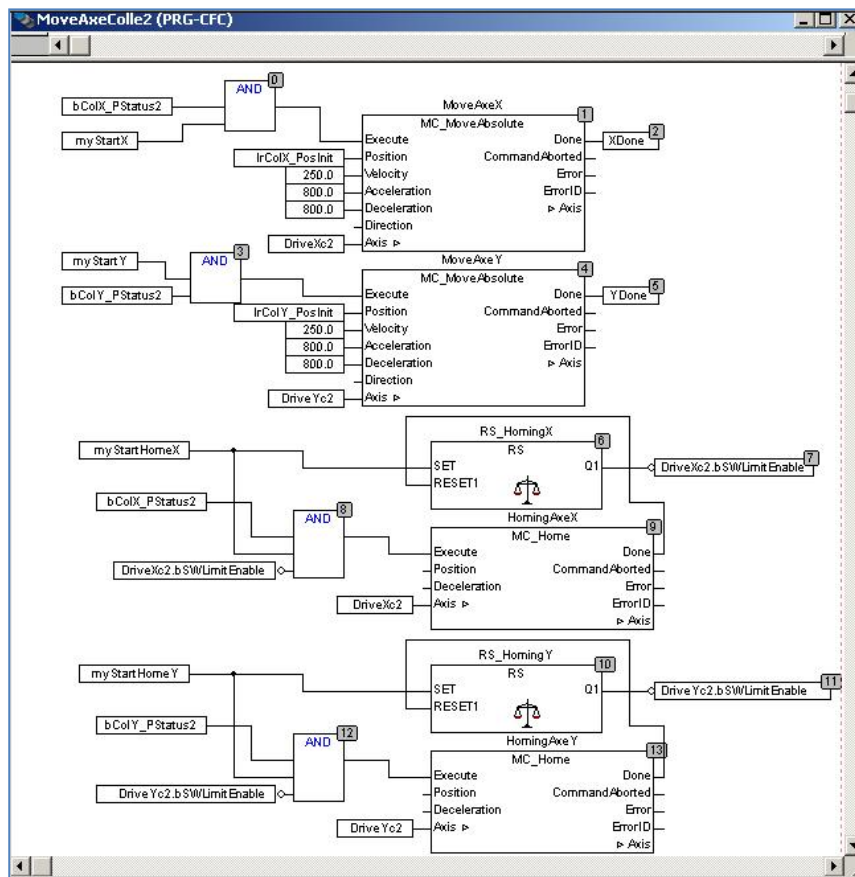 MoveAxeColle2 (PRG-CFC)
AND
0
bColX_PStatus2
myStartX
MoveAxeX
MC_MoveAbsolute
1
Execute
Done
XDone
2
lrColX_PosInit
Position
CommandAborted
250.0
Velocity
Error
800.0
Acceleration
ErrorID
800.0
Deceleration
Axis
Direction
DriveXc2
Axis
myStartY
AND
3
bColY_PStatus2
MoveAxeY
MC_MoveAbsolute
4
Execute
Done
YDone
5
lrColY_PosInit
Position
CommandAborted
250.0
Velocity
Error
800.0
Acceleration
ErrorID
800.0
Deceleration
Axis
Direction
DriveYc2
Axis
myStartHomeX
RS_HomingX
RS
6
SET
Q1
DriveXc2.bSWLimitEnable
7
RESET1
bColX_PStatus2
AND
8
DriveXc2.bSWLimitEnable
HomingAxeX
MC_Home
9
Execute
Done
Position
CommandAborted
Deceleration
Error
DriveXc2
Axis
ErrorID
Axis
myStartHomeY
RS_HomingY
RS
10
SET
Q1
DriveYc2.bSWLimitEnable
11
RESET1
bColY_PStatus2
AND
12
DriveYc2.bSWLimitEnable
HomingAxeY
MC_Home
13
Execute
Done
Position
CommandAborted
Deceleration
Error
DriveYc2
Axis
ErrorID
Axis